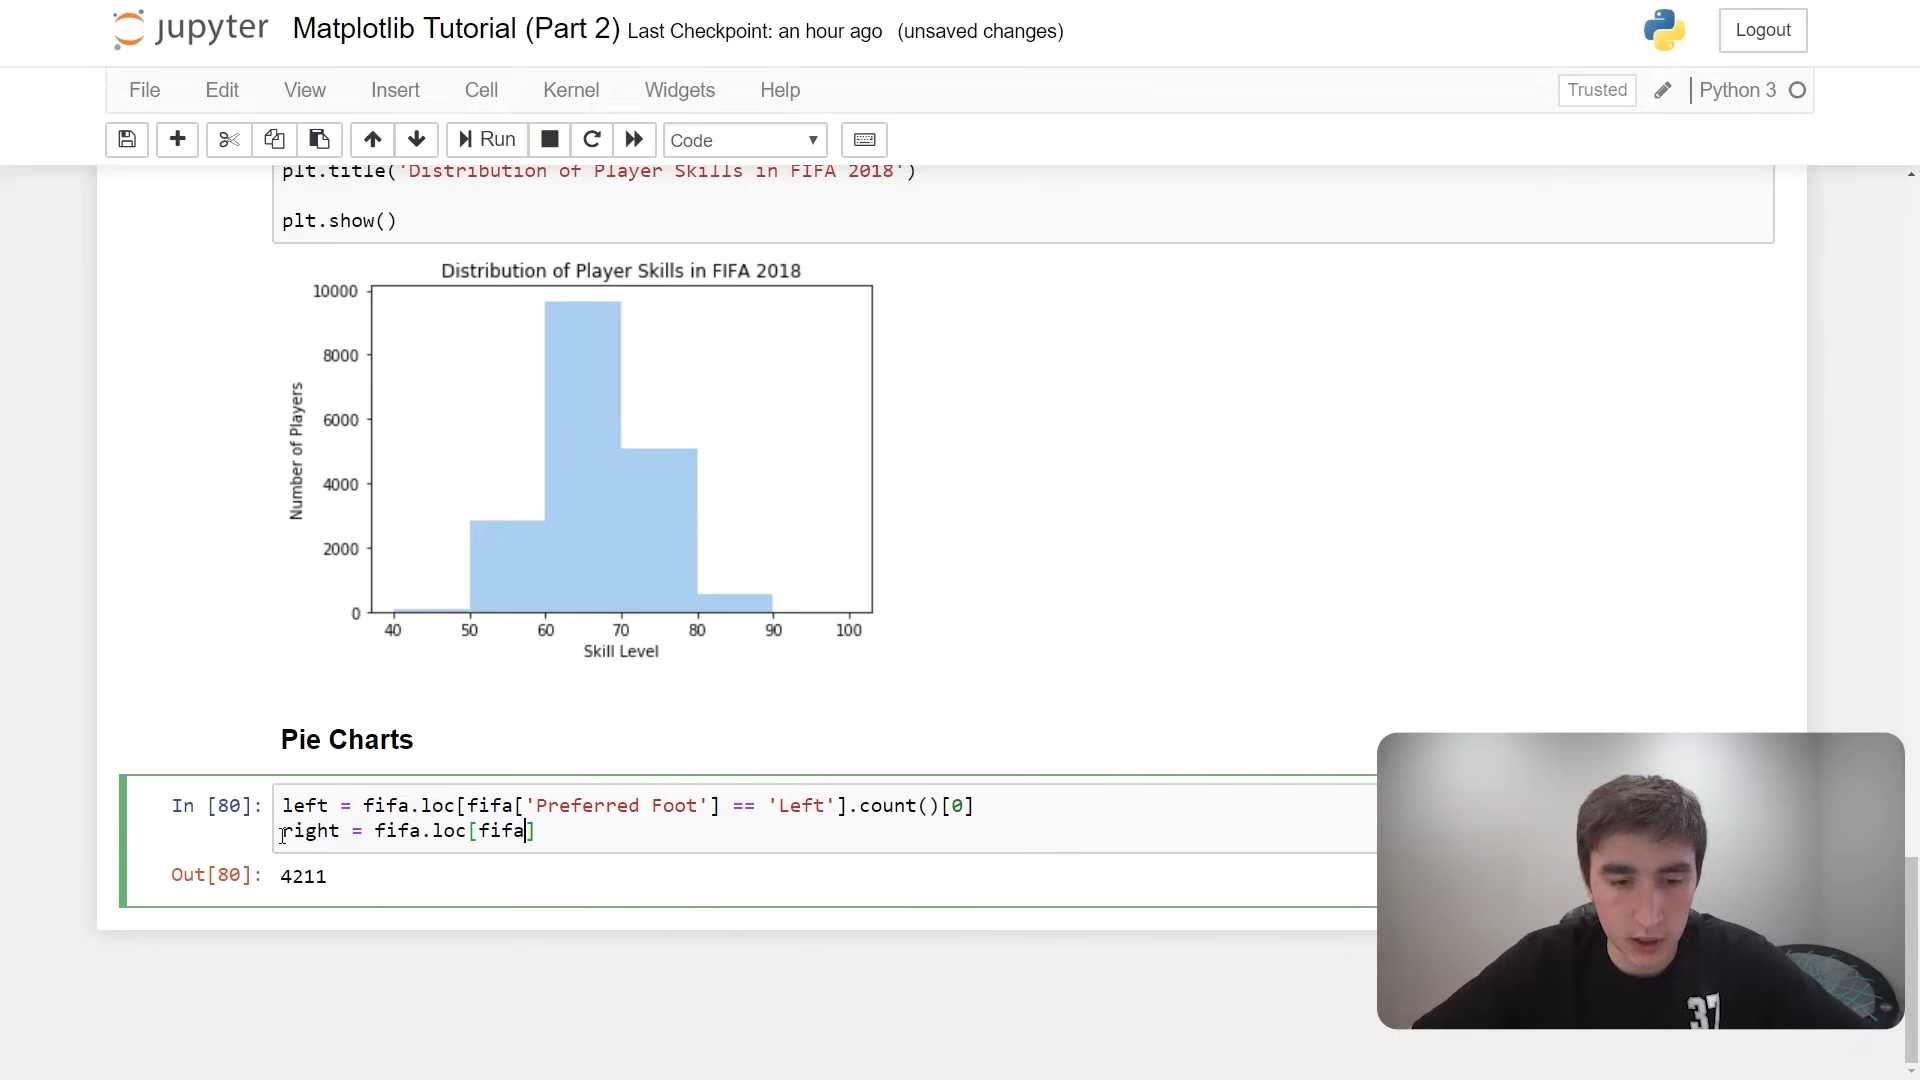 jupyter Matplotlib Tutorial (Part 2) Last Checkpoint: an hour ago (unsaved changes) Logout
File Edit View Insert Cell Kernel Widgets Help Trusted Python 3
Run Code
plt.title('Distribution of Player Skills in FIFA 2018')
plt.show()
Distribution of Player Skills in FIFA 2018
10000
8000
6000
4000
2000
0
Number of Players
40 50 60 70 80 90 100
Skill Level
Pie Charts
In [80]: left = fifa.loc[fifa['Preferred Foot'] == 'Left'].count()[0]
right = fifa.loc[fifa]
Out[80]: 4211
37